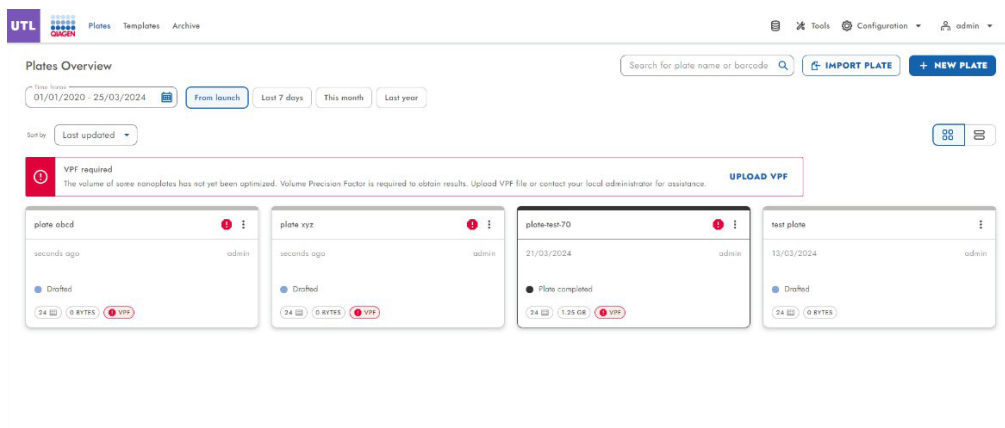 UTL
QIAGEN
Plates Templates Archive
Tools Configuration admin
Plates Overview
Search for plate name or barcode
IMPORT PLATE
+ NEW PLATE
Time frame
01/01/2020 - 25/03/2024
From launch Last 7 days This month Last year
Sort by Last updated
VPF required
The volume of some nanoplates has not yet been optimized. Volume Precision Factor is required to obtain results. Upload VPF file or contact your local administrator for assistance.
UPLOAD VPF
plate abcd
seconds ago admin
Drafted
24 0 BYTES VPF
plate xyz
seconds ago admin
Drafted
24 0 BYTES VPF
plate-test-70
21/03/2024 admin
Plate completed
24 1.25 GB VPF
test plate
13/03/2024 admin
Drafted
24 0 BYTES